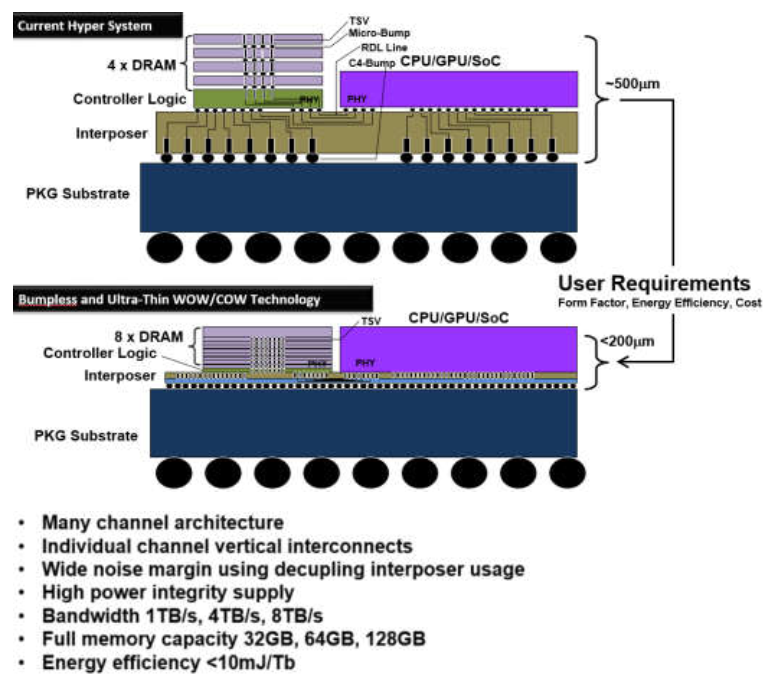 Current Hyper System
TSV
Micro-Bump
RDL Line
C4-Bump
CPU/GPU/SoC
4 x DRAM
Controller Logic
PHY
PHY
Interposer
~500μm
PKG Substrate
User Requirements
Form Factor, Energy Efficiency, Cost
Bumpless and Ultra-Thin WOW/COW Technology
TSV
CPU/GPU/SoC
8 x DRAM
Controller Logic
PHY
PHY
Interposer
<200μm
PKG Substrate
• Many channel architecture
• Individual channel vertical interconnects
• Wide noise margin using decupling interposer usage
• High power integrity supply
• Bandwidth 1TB/s, 4TB/s, 8TB/s
• Full memory capacity 32GB, 64GB, 128GB
• Energy efficiency <10mJ/Tb